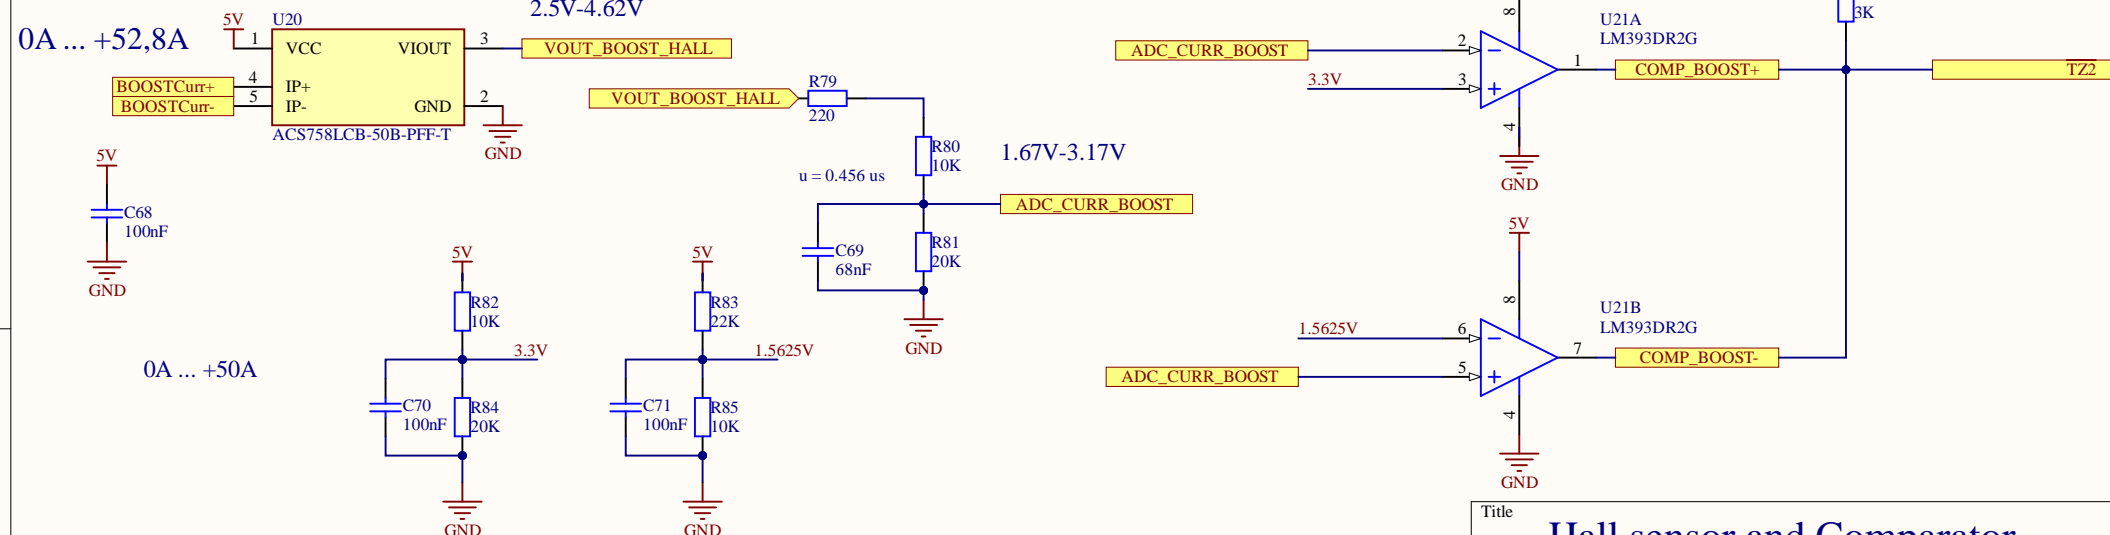 2.5V-4.62V
0A ... +52,8A
5V
U20
1
VCC
VIOUT
3
VOUT_BOOST_HALL
BOOSTCurr+
4
IP+
BOOSTCurr-
5
IP-
GND
2
ACS758LCB-50B-PFF-T
GND
5V
C68
100nF
GND
VOUT_BOOST_HALL
R79
220
R80
10K
1.67V-3.17V
u = 0.456 us
ADC_CURR_BOOST
C69
68nF
R81
20K
GND
5V
R82
10K
3.3V
C70
100nF
R84
20K
GND
5V
R83
22K
1.5625V
C71
100nF
R85
10K
GND
0A ... +50A
ADC_CURR_BOOST
2
3.3V
3
8
4
GND
U21A
LM393DR2G
1
COMP_BOOST+
3K
TZ2
5V
8
U21B
LM393DR2G
1.5625V
6
ADC_CURR_BOOST
5
7
COMP_BOOST-
4
GND
Title
Hall sensor and Comparator